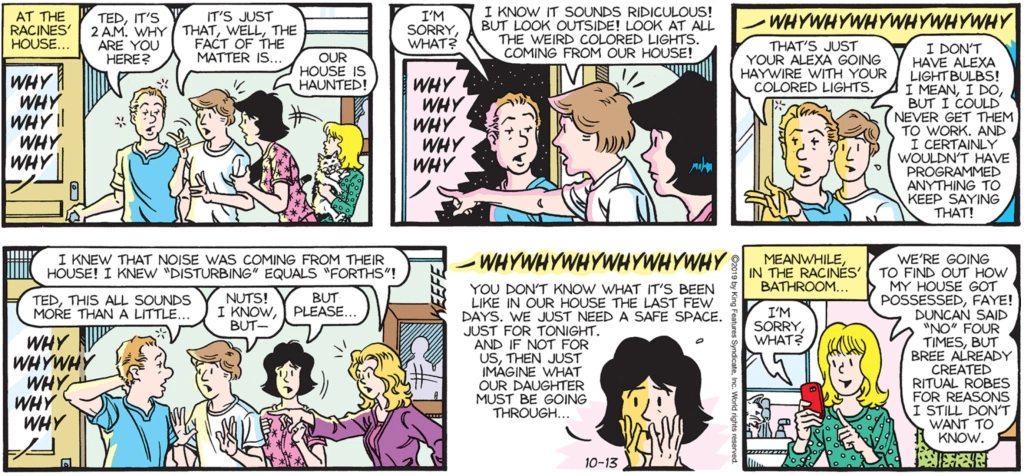 AT THE
RACINES'
HOUSE...
TED, IT'S
2 A.M. WHY
ARE YOU
HERE?
IT'S JUST
THAT, WELL, THE
FACT OF THE
MATTER IS...
OUR
HOUSE IS
HAUNTED!
WHY
WHY
WHY
WHY
WHY
I'M
SORRY,
WHAT?
I KNOW IT SOUNDS RIDICULOUS!
BUT LOOK OUTSIDE! LOOK AT ALL
THE WEIRD COLORED LIGHTS.
COMING FROM OUR HOUSE!
WHY
WHY
WHY
WHY
WHY
WHYWHYWHYWHYWHYWHY
THAT'S JUST
YOUR ALEXA GOING
HAYWIRE WITH YOUR
COLORED LIGHTS.
I DON'T
HAVE ALEXA
LIGHTBULBS!
I MEAN, I DO,
BUT I COULD
NEVER GET THEM
TO WORK. AND
I CERTAINLY
WOULDN'T HAVE
PROGRAMMED
ANYTHING TO
KEEP SAYING
THAT!
I KNEW THAT NOISE WAS COMING FROM THEIR
HOUSE! I KNEW "DISTURBING" EQUALS "FORTHS"!
TED, THIS ALL SOUNDS
MORE THAN A LITTLE...
NUTS!
I KNOW,
BUT—
BUT
PLEASE...
JEFF!
WHY
WHYWHY
WHY
WHY
WHY
WHYWHYWHYWHYWHYWHY
YOU DON'T KNOW WHAT IT'S BEEN
LIKE IN OUR HOUSE THE LAST FEW
DAYS. WE JUST NEED A SAFE SPACE.
JUST FOR TONIGHT.
AND IF NOT FOR
US, THEN JUST
IMAGINE WHAT
OUR DAUGHTER
MUST BE GOING
THROUGH...
10-13
©2019 by King Features Syndicate, Inc. World rights reserved.
MEANWHILE,
IN THE RACINES'
BATHROOM...
I'M
SORRY,
WHAT?
WE'RE GOING
TO FIND OUT HOW
MY HOUSE GOT
POSSESSED, FAYE!
DUNCAN SAID
"NO" FOUR
TIMES, BUT
BREE ALREADY
CREATED
RITUAL ROBES
FOR REASONS
I STILL DON'T
WANT TO
KNOW.